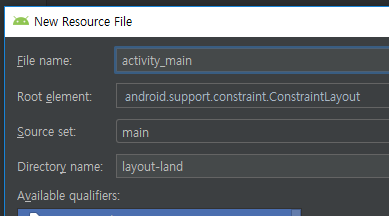 New Resource File
File name: activity_main
Root element: android.support.constraint.ConstraintLayout
Source set: main
Directory name: layout-land
Available qualifiers: